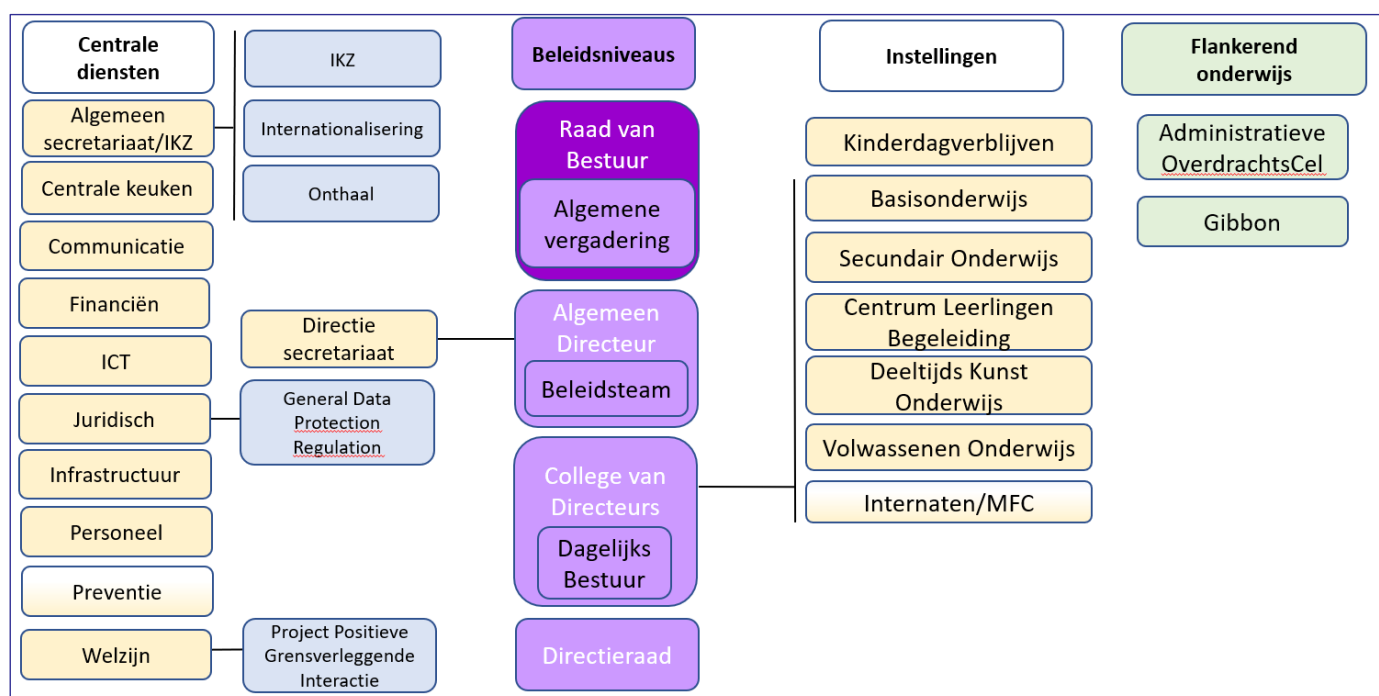 Centrale
diensten
Algemeen
secretariaat/IKZ
Centrale keuken
Communicatie
Financiën
ICT
Juridisch
Infrastructuur
Personeel
Preventie
Welzijn
IKZ
Internationalisering
Onthaal
Directie
secretariaat
General Data
Protection
Regulation
Project Positieve
Grensverleggende
Interactie
Beleidsniveaus
Raad van
Bestuur
Algemene
vergadering
Algemeen
Directeur
Beleidsteam
College van
Directeurs
Dagelijks
Bestuur
Directieraad
Instellingen
Kinderdagverblijven
Basisonderwijs
Secundair Onderwijs
Centrum Leerlingen
Begeleiding
Deeltijds Kunst
Onderwijs
Volwassenen Onderwijs
Internaten/MFC
Flankerend
onderwijs
Administratieve
OverdrachtsCel
Gibbon